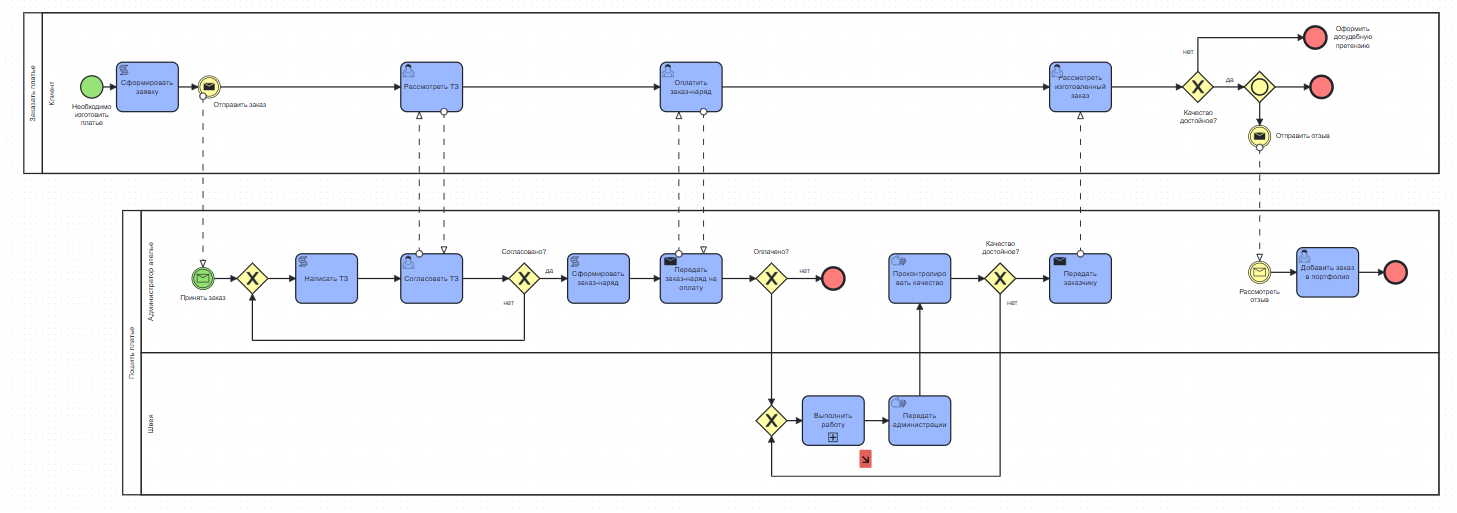 Заказать платье
Клиент
Необходимо
изготовить
платье
Сформировать
заявку
Отправить заказ
Рассмотреть ТЗ
Оплатить
заказ-наряд
Рассмотреть
изготовленный
заказ
Качество
достойное?
нет
да
Оформить
досудебную
претензию
Отправить отзыв
Пошить платье
Администратор ателье
Принять заказ
Написать ТЗ
Согласовать ТЗ
Согласовано?
да
нет
Сформировать
заказ-наряд
Передать
заказ-наряд на
оплату
Оплачено?
нет
Проконтролиро
вать качество
Качество
достойное?
нет
Передать
заказчику
Рассмотреть
отзыв
Добавить заказ
в портфолио
Швея
Выполнить
работу
Передать
администрации